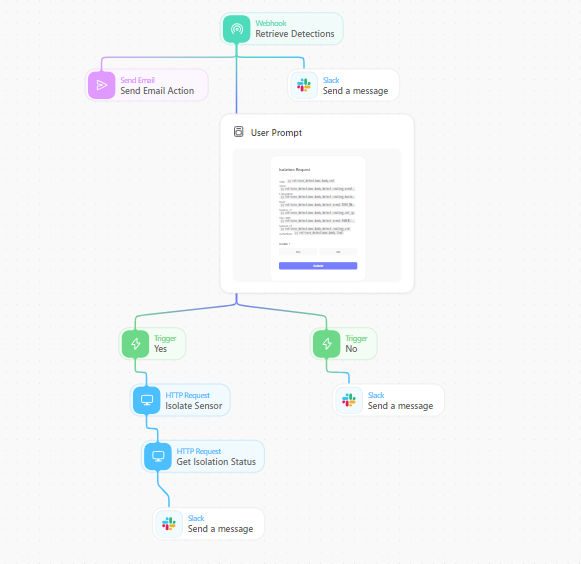 Webhook
Retrieve Detections
Send Email
Send Email Action
Slack
Send a message
User Prompt
Isolation Request
Trigger
Yes
Trigger
No
HTTP Request
Isolate Sensor
Slack
Send a message
HTTP Request
Get Isolation Status
Slack
Send a message